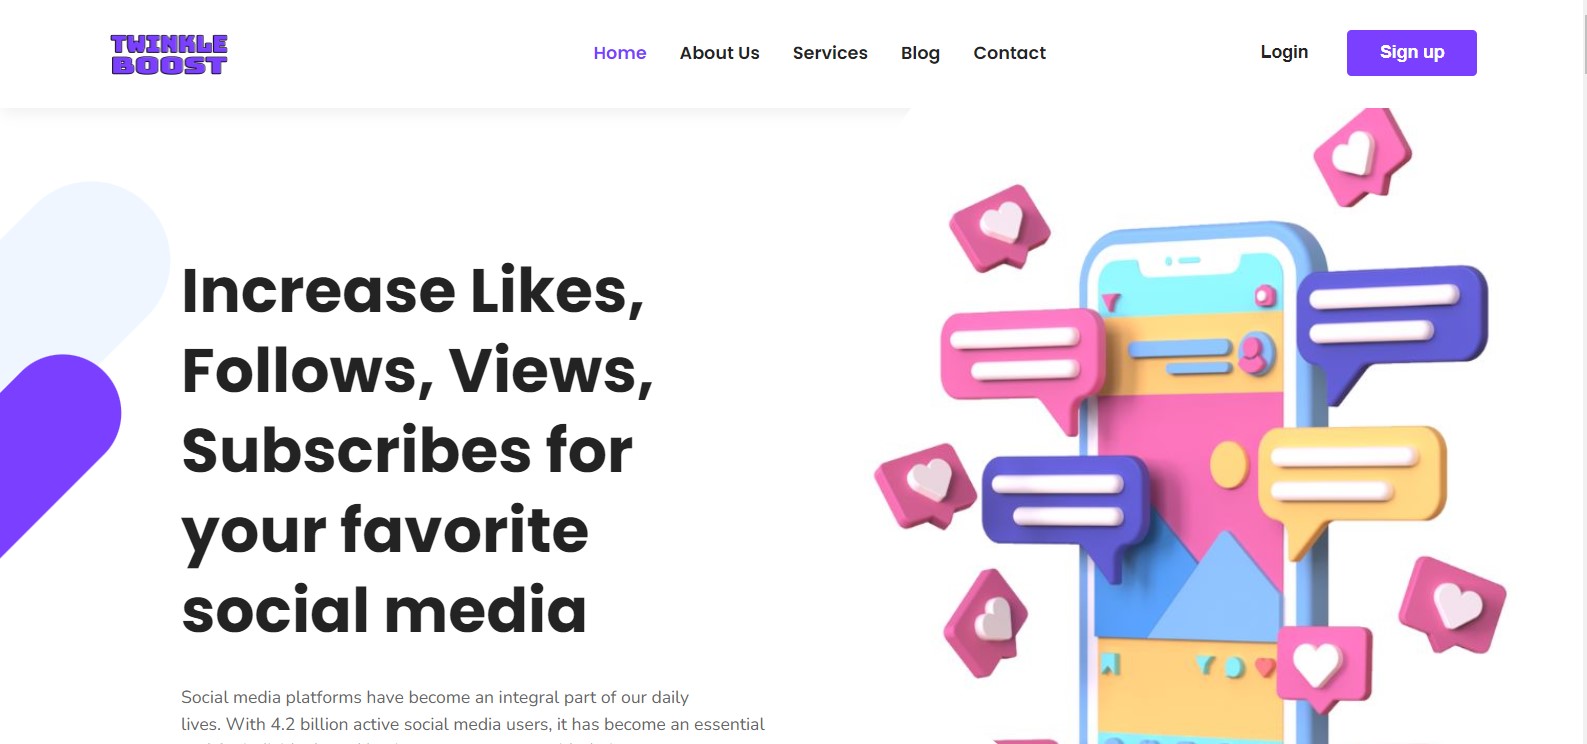 TWINKLE
BOOST
Home About Us Services Blog Contact
Login Sign up
Increase Likes,
Follows, Views,
Subscribes for
your favorite
social media
Social media platforms have become an integral part of our daily
lives. With 4.2 billion active social media users, it has become an essential